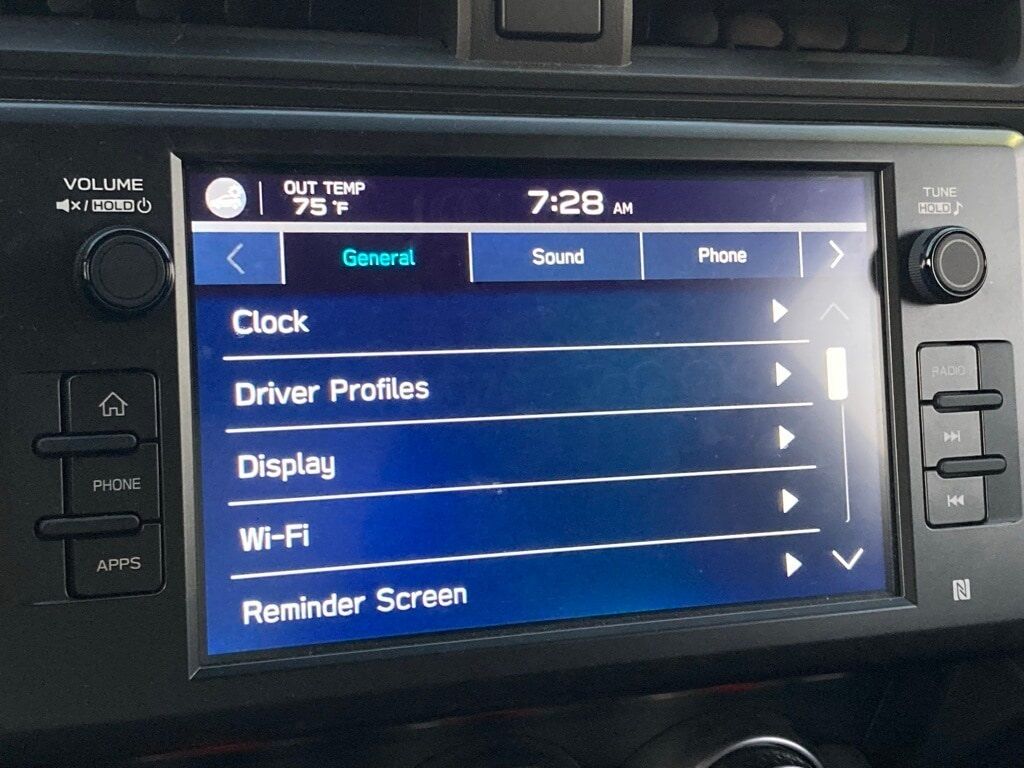 VOLUME
/ HOLD
OUT TEMP
75 °F
7:28 AM
TUNE
HOLD
General
Sound
Phone
Clock
Driver Profiles
Display
Wi-Fi
Reminder Screen
PHONE
APPS
RADIO